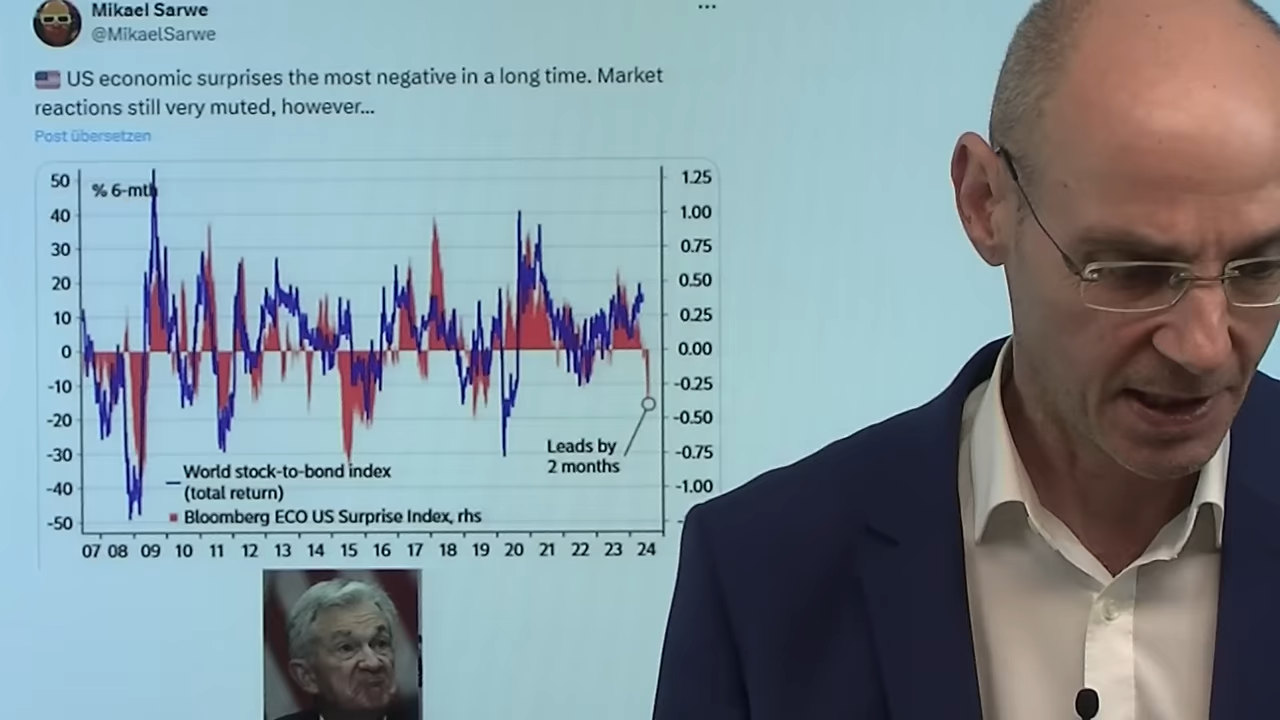 Mikael Sarwe
@MikaelSarwe
...
US economic surprises the most negative in a long time. Market
reactions still very muted, however...
Post übersetzen
50
40
30
20
10
0
-10
-20
-30
-40
-50
% 6-mth
1.25
1.00
0.75
0.50
0.25
0.00
-0.25
-0.50
-0.75
-1.00
Leads by
2 months
World stock-to-bond index
(total return)
Bloomberg ECO US Surprise Index, rhs
07 08 09 10 11 12 13 14 15 16 17 18 19 20 21 22 23 24